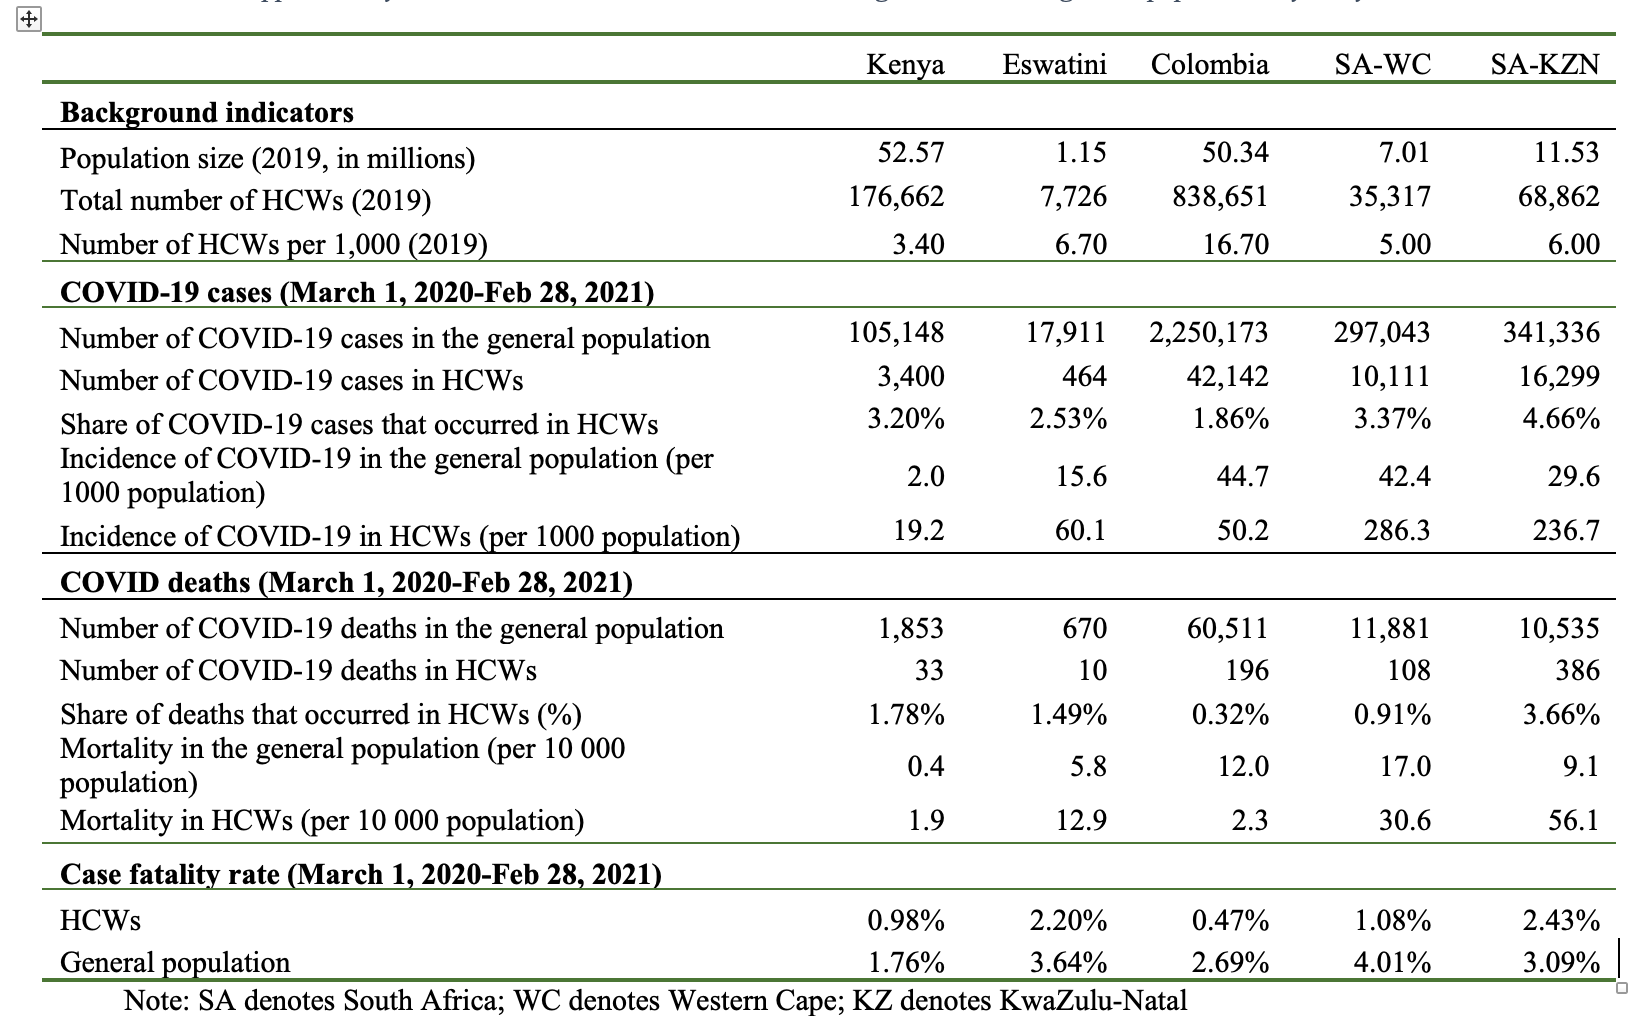 Kenya Eswatini Colombia SA-WC SA-KZN
Background indicators
Population size (2019, in millions) 52.57 1.15 50.34 7.01 11.53
Total number of HCWs (2019) 176,662 7,726 838,651 35,317 68,862
Number of HCWs per 1,000 (2019) 3.40 6.70 16.70 5.00 6.00
COVID-19 cases (March 1, 2020-Feb 28, 2021)
Number of COVID-19 cases in the general population 105,148 17,911 2,250,173 297,043 341,336
Number of COVID-19 cases in HCWs 3,400 464 42,142 10,111 16,299
Share of COVID-19 cases that occurred in HCWs 3.20% 2.53% 1.86% 3.37% 4.66%
Incidence of COVID-19 in the general population (per
1000 population) 2.0 15.6 44.7 42.4 29.6
Incidence of COVID-19 in HCWs (per 1000 population) 19.2 60.1 50.2 286.3 236.7
COVID deaths (March 1, 2020-Feb 28, 2021)
Number of COVID-19 deaths in the general population 1,853 670 60,511 11,881 10,535
Number of COVID-19 deaths in HCWs 33 10 196 108 386
Share of deaths that occurred in HCWs (%) 1.78% 1.49% 0.32% 0.91% 3.66%
Mortality in the general population (per 10 000
population) 0.4 5.8 12.0 17.0 9.1
Mortality in HCWs (per 10 000 population) 1.9 12.9 2.3 30.6 56.1
Case fatality rate (March 1, 2020-Feb 28, 2021)
HCWs 0.98% 2.20% 0.47% 1.08% 2.43%
General population 1.76% 3.64% 2.69% 4.01% 3.09%
Note: SA denotes South Africa; WC denotes Western Cape; KZ denotes KwaZulu-Natal